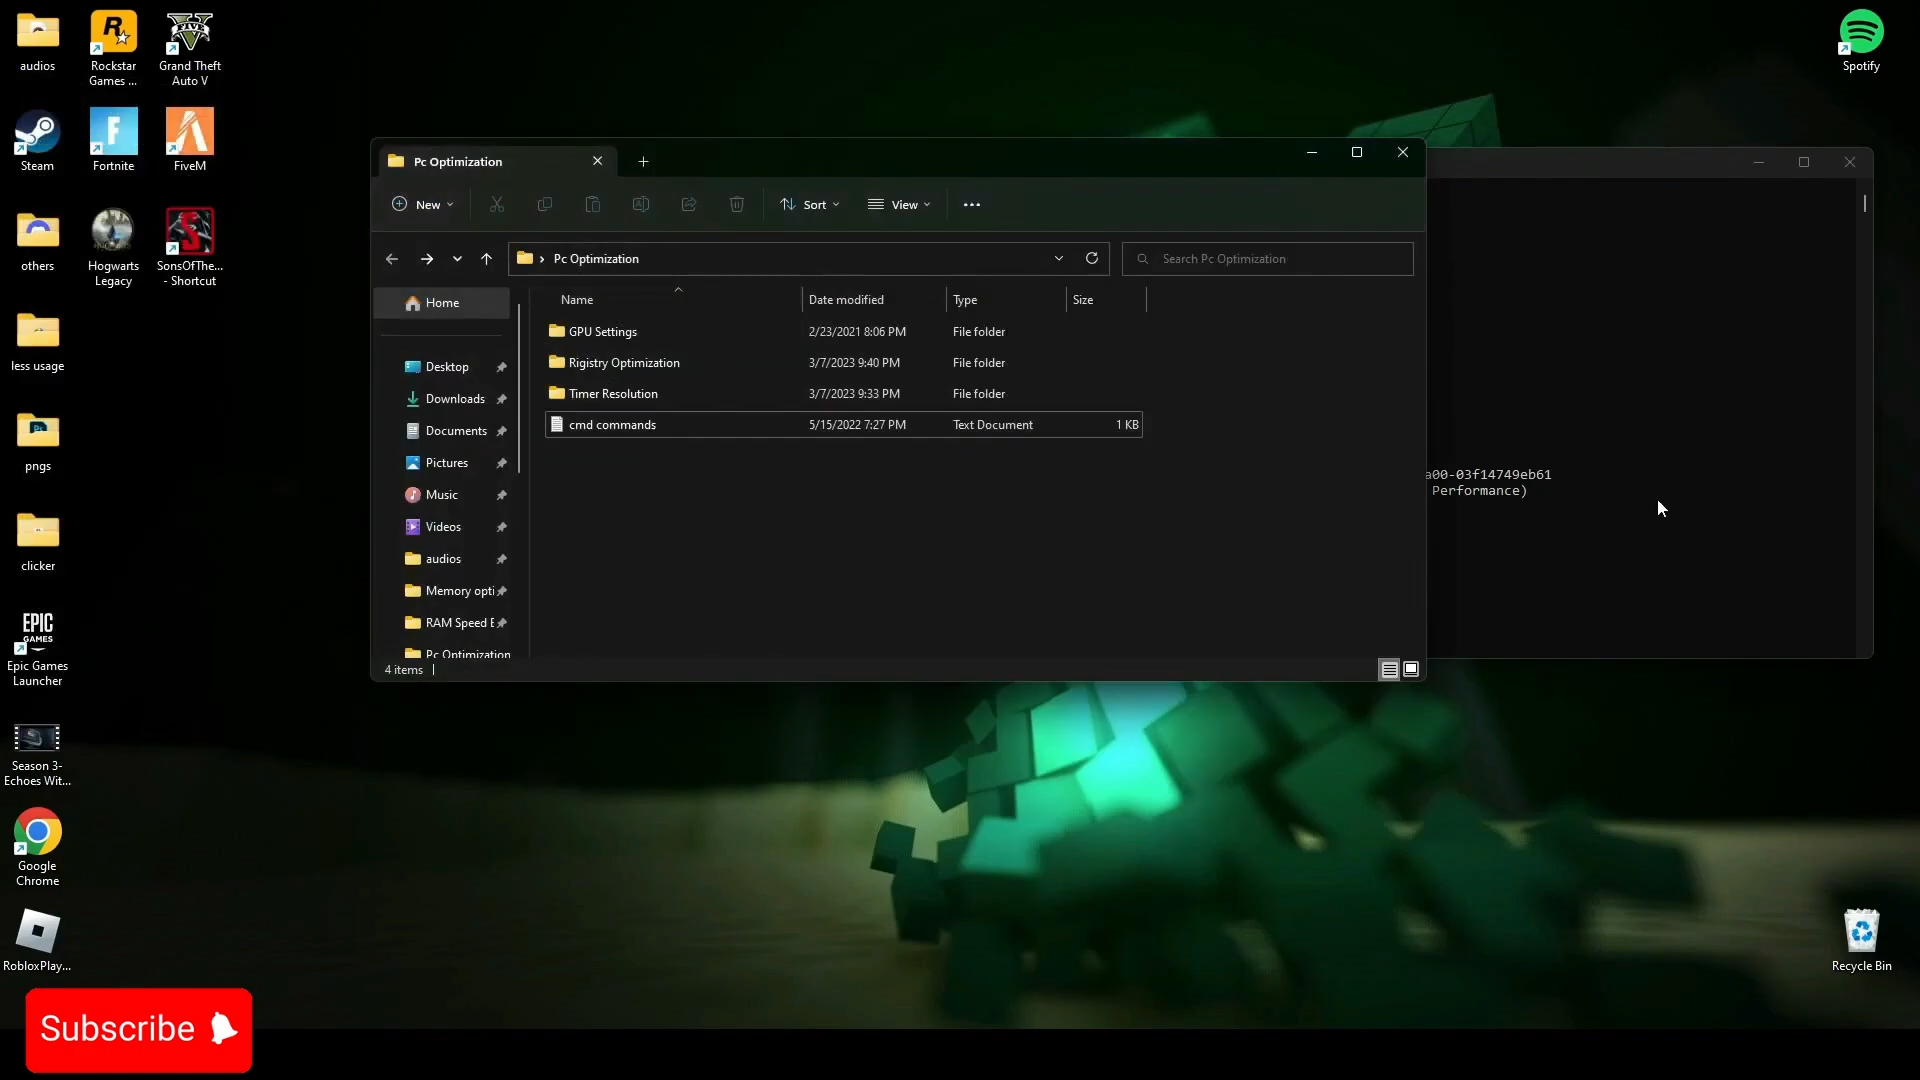 audios
Rockstar
Games ...
Grand Theft
Auto V
Spotify
Steam
Fortnite
FiveM
others
Hogwarts
Legacy
SonsOfThe...
- Shortcut
less usage
pngs
clicker
EPIC
GAMES
Epic Games
Launcher
Season 3-
Echoes Wit...
Google
Chrome
RobloxPlay...
Recycle Bin
Subscribe
Pc Optimization
New
Sort
View
Pc Optimization
Search Pc Optimization
Name
Date modified
Type
Size
GPU Settings
2/23/2021 8:06 PM
File folder
Rigistry Optimization
3/7/2023 9:40 PM
File folder
Timer Resolution
3/7/2023 9:33 PM
File folder
cmd commands
5/15/2022 7:27 PM
Text Document
1 KB
Home
Desktop
Downloads
Documents
Pictures
Music
Videos
audios
Memory opti
RAM Speed E
Pc Optimization
4 items
a00-03f14749eb61
Performance)